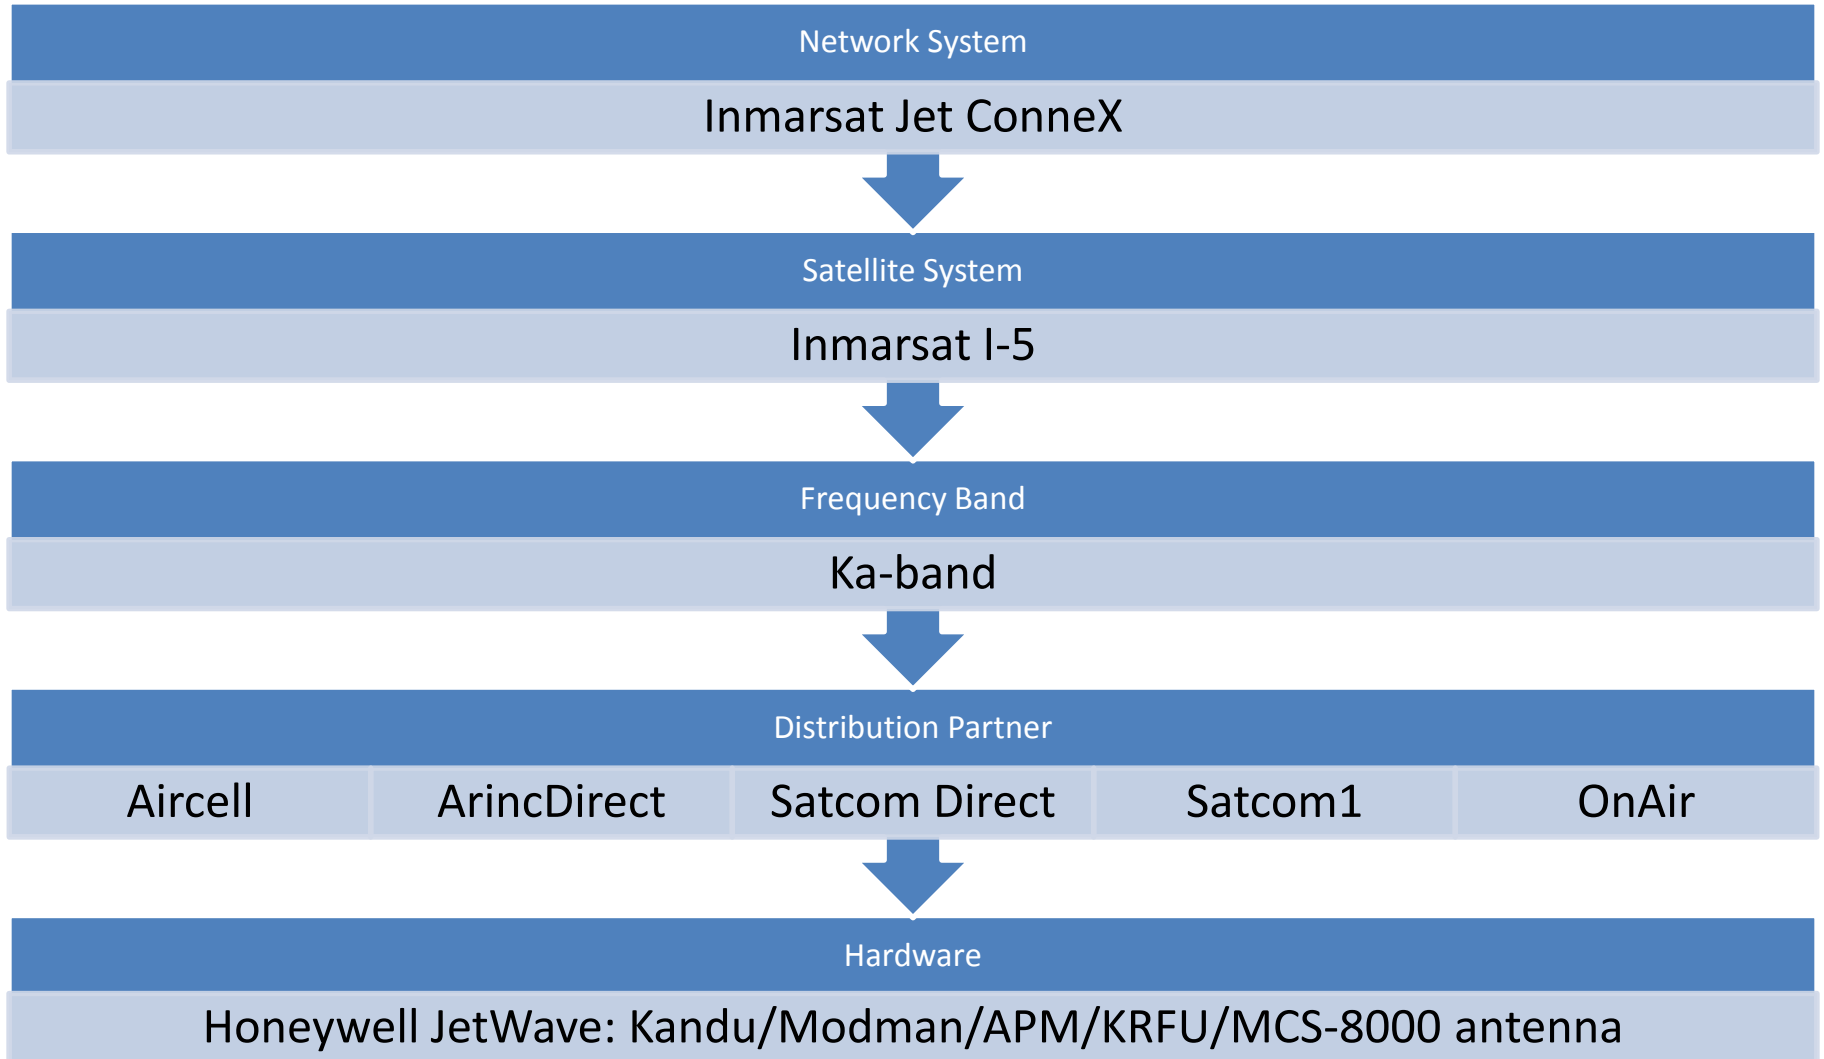 Network System
Inmarsat Jet ConneX
Satellite System
Inmarsat I-5
Frequency Band
Ka-band
Distribution Partner
Aircell ArincDirect Satcom Direct Satcom1 OnAir
Hardware
Honeywell JetWave: Kandu/Modman/APM/KRFU/MCS-8000 antenna